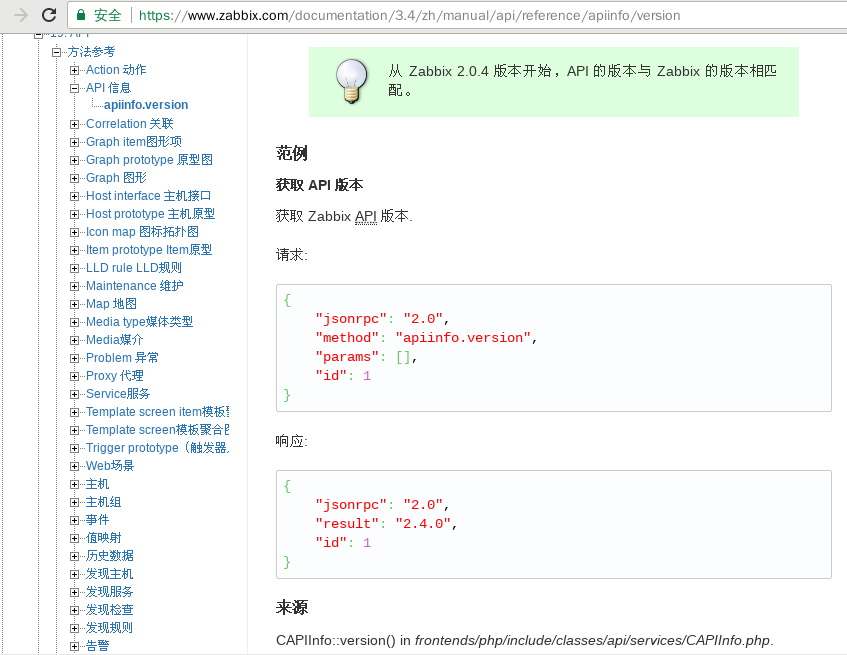 安全 https://www.zabbix.com/documentation/3.4/zh/manual/api/reference/apiinfo/version
方法参考
Action 动作
API 信息
apiinfo.version
Correlation 关联
Graph item图形项
Graph prototype 原型图
Graph 图形
Host interface 主机接口
Host prototype 主机原型
Icon map 图标拓扑图
Item prototype Item原型
LLD rule LLD规则
Maintenance 维护
Map 地图
Media type媒体类型
Media媒介
Problem 异常
Proxy 代理
Service服务
Template screen item模板
Template screen模板聚合
Trigger prototype（触发器
Web场景
主机
主机组
事件
值映射
历史数据
发现主机
发现服务
发现检查
发现规则
告警
从 Zabbix 2.0.4 版本开始，API 的版本与 Zabbix 的版本相匹
配。
范例
获取 API 版本
获取 Zabbix API 版本.
请求:
{
"jsonrpc": "2.0",
"method": "apiinfo.version",
"params": [],
"id": 1
}
响应:
{
"jsonrpc": "2.0",
"result": "2.4.0",
"id": 1
}
来源
CAPIInfo::version() in frontends/php/include/classes/api/services/CAPIInfo.php.